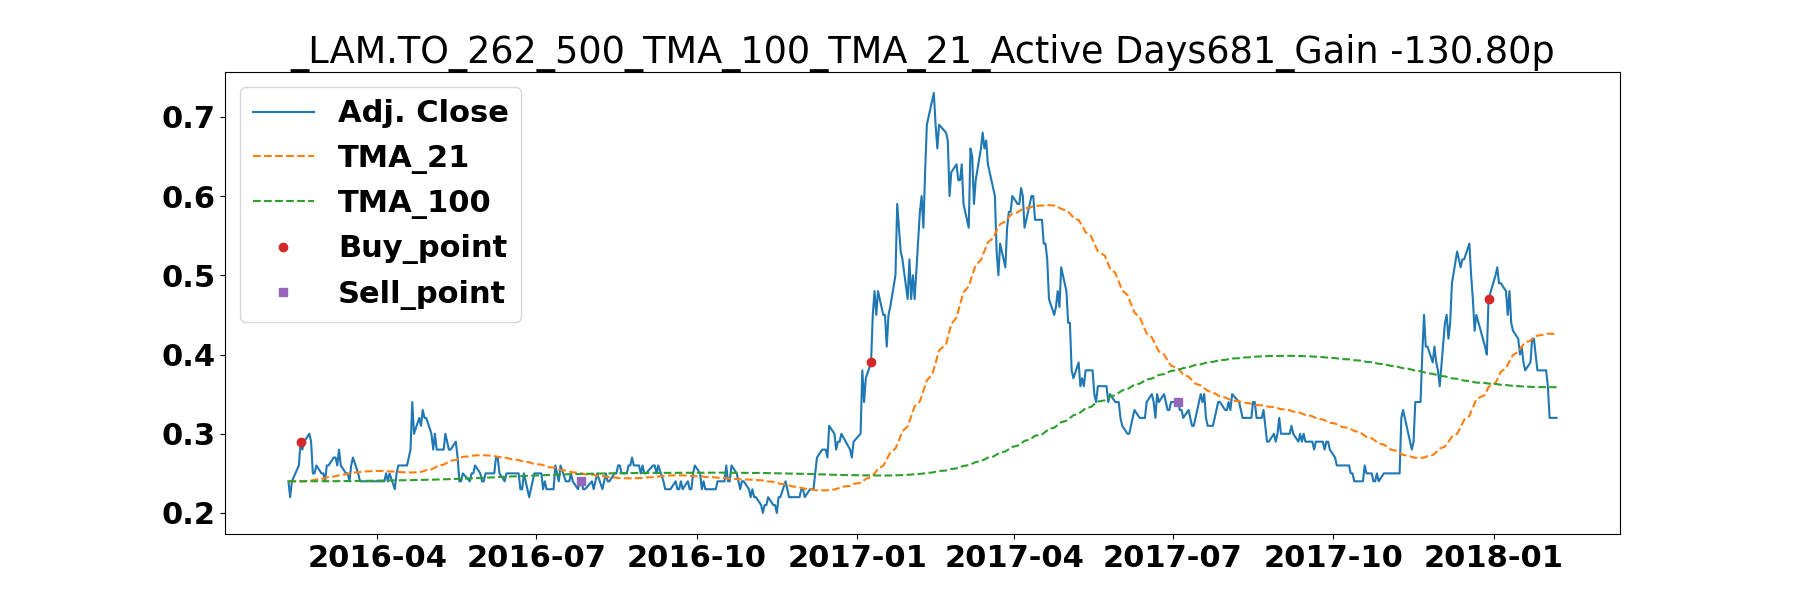 _LAM.TO_262_500_TMA_100_TMA_21_Active Days681_Gain -130.80p
Adj. Close
TMA_21
TMA_100
Buy_point
Sell_point
0.7
0.6
0.5
0.4
0.3
0.2
2016-04 2016-07 2016-10 2017-01 2017-04 2017-07 2017-10 2018-01